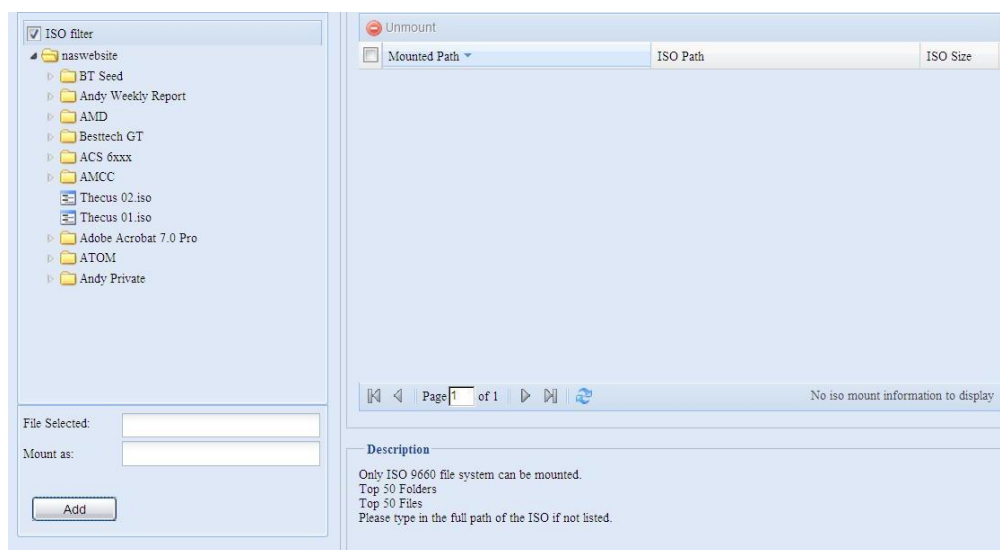 ISO filter
naswebsite
BT Seed
Andy Weekly Report
AMD
Besttech GT
ACS 6xxx
AMCC
Thecus 02.iso
Thecus 01.iso
Adobe Acrobat 7.0 Pro
ATOM
Andy Private
File Selected:
Mount as:
Add
Unmount
Mounted Path ISO Path ISO Size
Page 1 of 1 No iso mount information to display
Description
Only ISO 9660 file system can be mounted.
Top 50 Folders
Top 50 Files
Please type in the full path of the ISO if not listed.